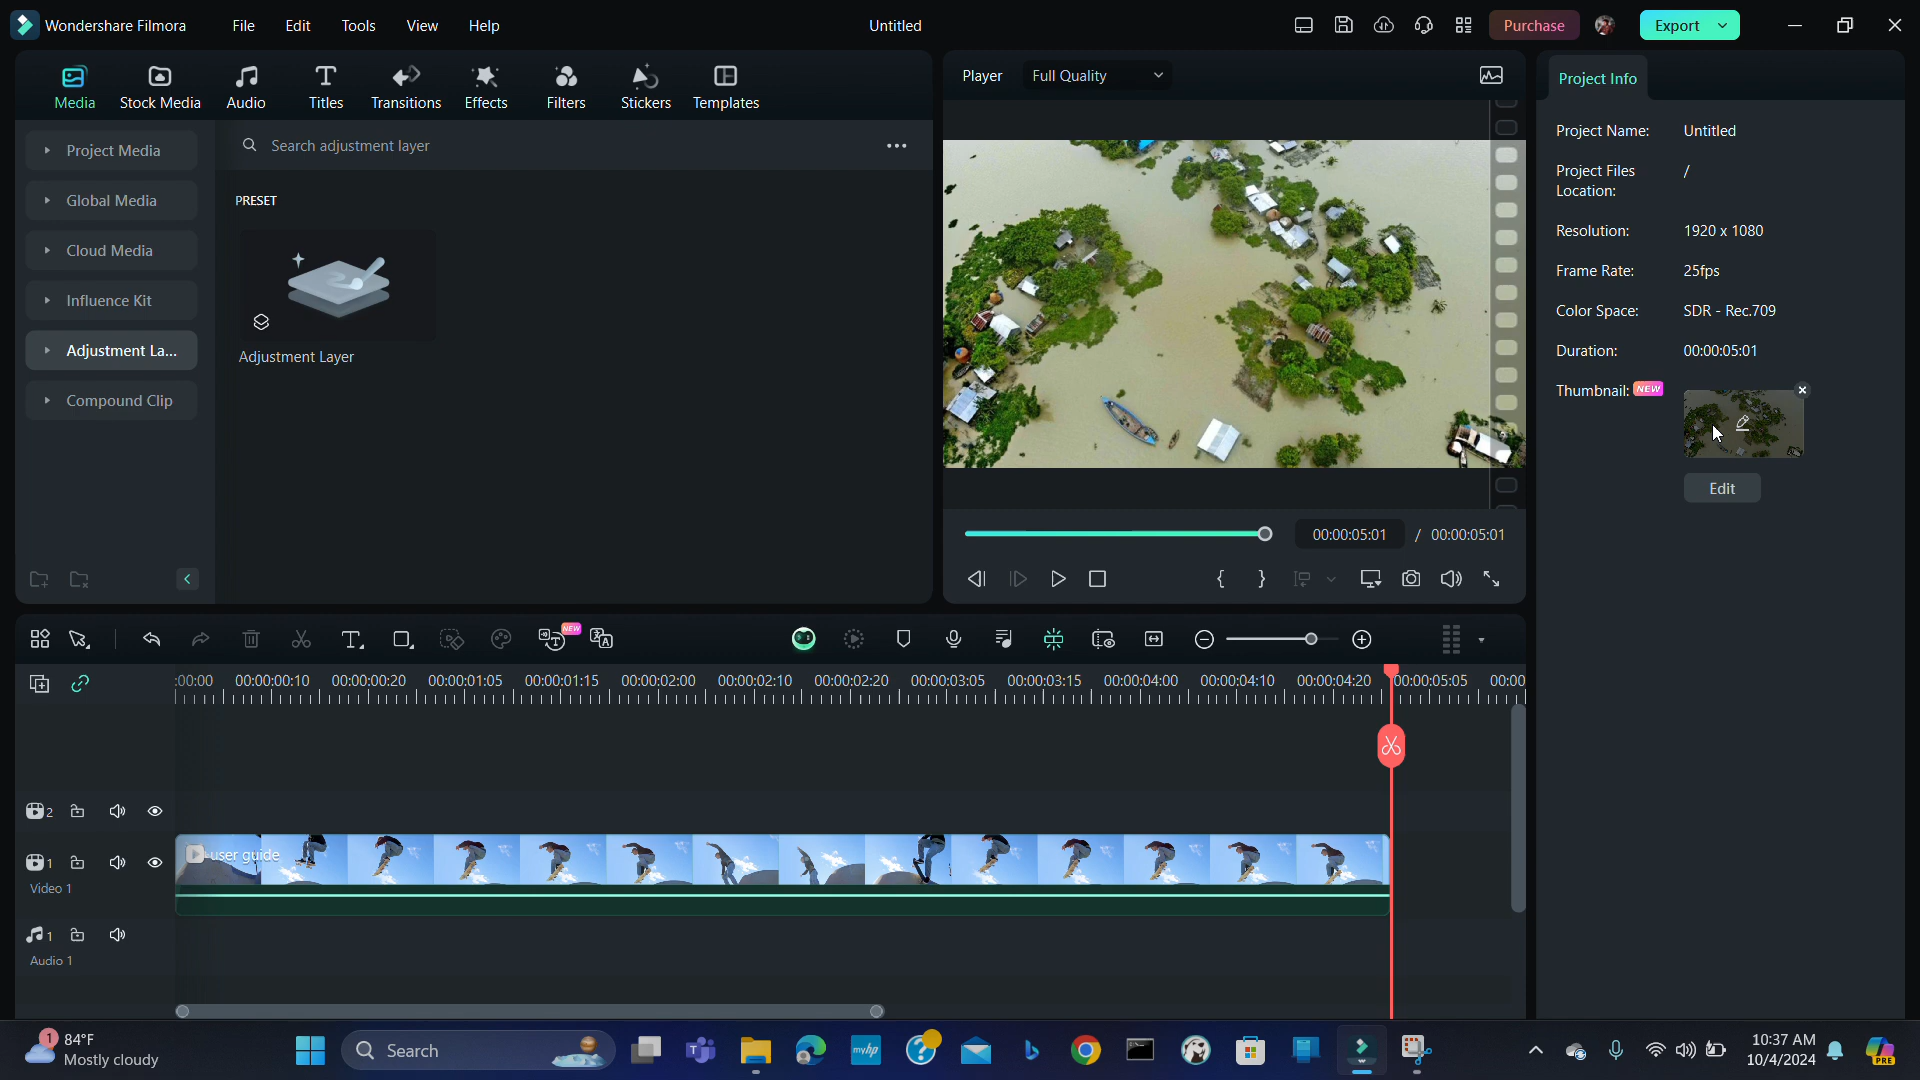 Wondershare Filmora
File
Edit
Tools
View
Help
Untitled
Purchase
Export
Media
Stock Media
Audio
Titles
Transitions
Effects
Filters
Stickers
Templates
Project Media
Global Media
Cloud Media
Influence Kit
Adjustment La...
Compound Clip
Search adjustment layer
PRESET
Adjustment Layer
Player
Full Quality
00:00:05:01 / 00:00:05:01
Project Info
Project Name: Untitled
Project Files Location: /
Resolution: 1920 x 1080
Frame Rate: 25fps
Color Space: SDR - Rec.709
Duration: 00:00:05:01
Thumbnail: NEW
Edit
NEW
:00:00 00:00:00:10 00:00:00:20 00:00:01:05 00:00:01:15 00:00:02:00 00:00:02:10 00:00:02:20 00:00:03:05 00:00:03:15 00:00:04:00 00:00:04:10 00:00:04:20 00:00:05:05 00:00
2
1
user guide
Video 1
1
Audio 1
1
84°F
Mostly cloudy
Search
myhp
PRE
10:37 AM
10/4/2024